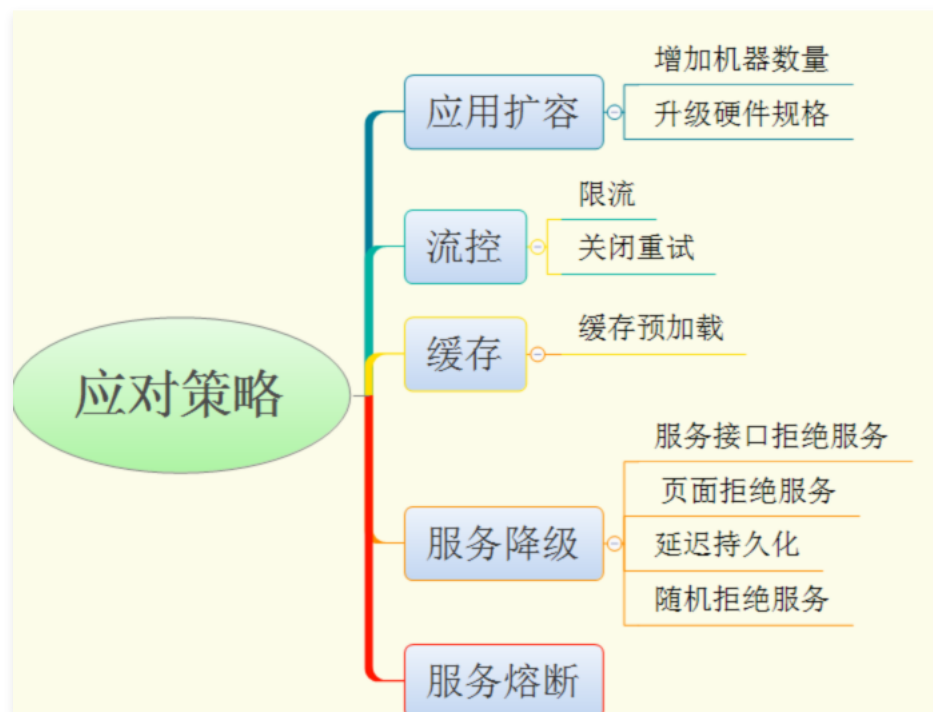 应对策略
应用扩容
增加机器数量
升级硬件规格
流控
限流
关闭重试
缓存
缓存预加载
服务降级
服务接口拒绝服务
页面拒绝服务
延迟持久化
随机拒绝服务
服务熔断